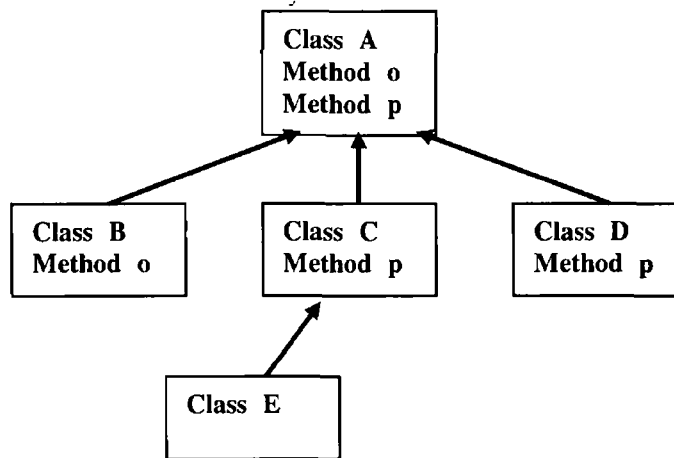 Class A
Method o
Method p
Class B
Method o
Class C
Method p
Class D
Method p
Class E